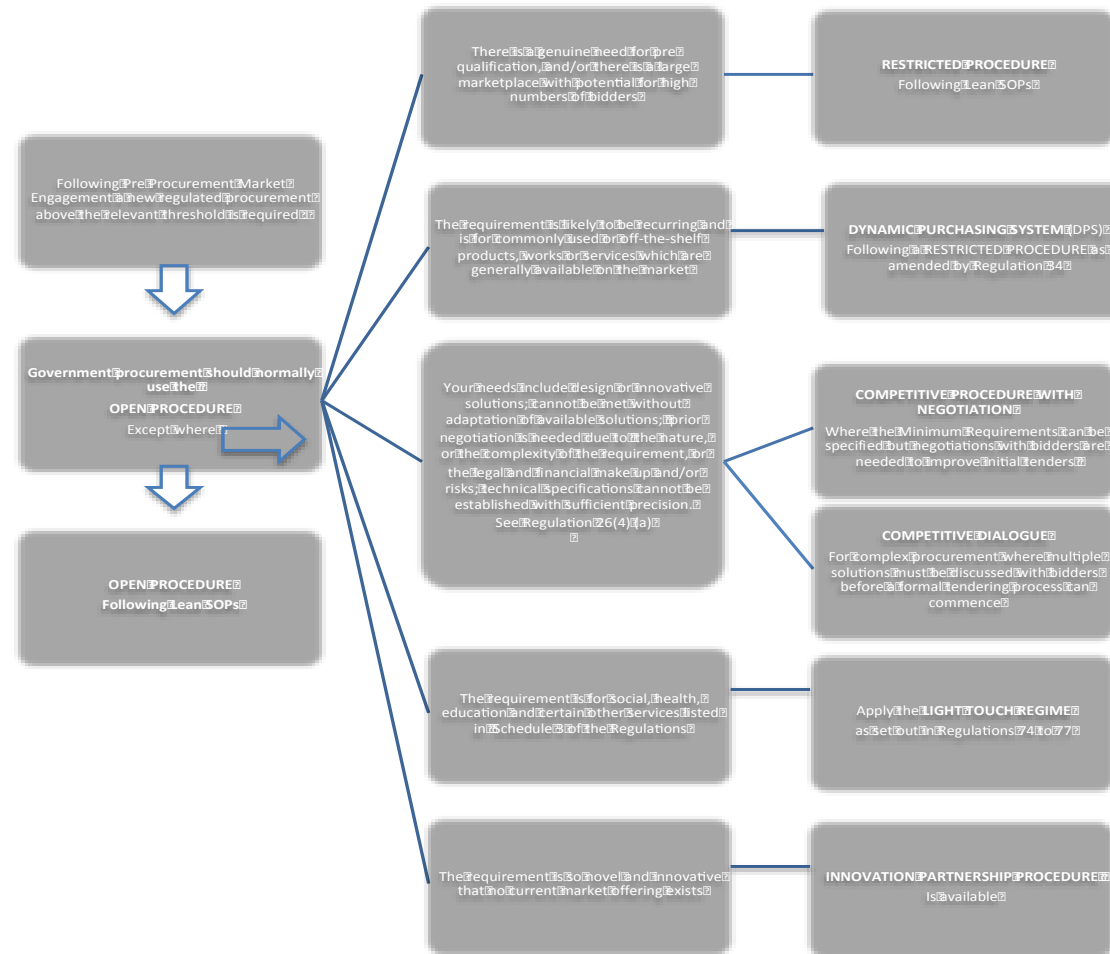 Following Pre Procurement Market
Engagement a new regulated procurement
above the relevant threshold is required
Government procurement should normally
use the
OPEN PROCEDURE
Except where
OPEN PROCEDURE
Following Lean SOPs
There is a genuine need for pre
qualification, and/or there is a large
marketplace with potential for high
numbers of bidders
RESTRICTED PROCEDURE
Following Lean SOPs
The requirement is likely to be recurring and
is for commonly used or off-the-shelf
products, works or services which are
generally available on the market
DYNAMIC PURCHASING SYSTEM (DPS)
Following a RESTRICTED PROCEDURE as
amended by Regulation 34
Your needs include design or innovative
solutions; cannot be met without
adaptation of available solutions; prior
negotiation is needed due to the nature,
or the complexity of the requirement, or
the legal and financial make up and/or
risks; technical specifications cannot be
established with sufficient precision.
See Regulation 26(4) (a)
COMPETITIVE PROCEDURE WITH
NEGOTIATION
Where the Minimum Requirements can be
specified but negotiations with bidders are
needed to improve initial tenders
COMPETITIVE DIALOGUE
For complex procurement where multiple
solutions must be discussed with bidders
before a formal tendering process can
commence
The requirement is for social, health,
education and certain other services listed
in Schedule 3 of the Regulations
Apply the LIGHT TOUCH REGIME
as set out in Regulations 74 to 77
The requirement is so novel and innovative
that no current market offering exists
INNOVATION PARTNERSHIP PROCEDURE
Is available